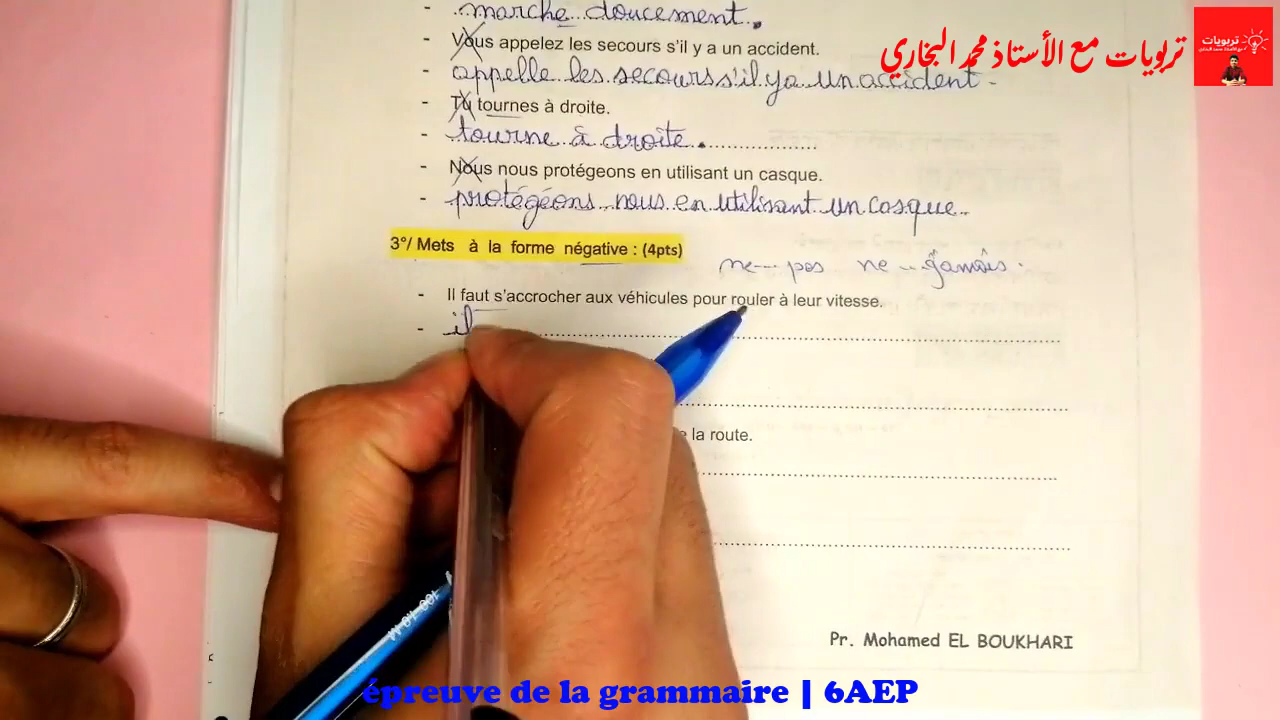 - marche doucement.
تربويات مع الأستاذ محمد البخاري
تربويات
- Vous appelez les secours s'il y a un accident.
- appelle les secours s'il y a un accident.
- Tu tournes à droite.
- tourne à droite.
- Nous nous protégeons en utilisant un casque.
- protégéons nous en utilisant un casque.
3°/ Mets à la forme négative : (4pts)
ne - pas ne .. jamais.
- Il faut s'accrocher aux véhicules pour rouler à leur vitesse.
- il
la route.
Pr. Mohamed EL BOUKHARI
épreuve de la grammaire | 6AEP